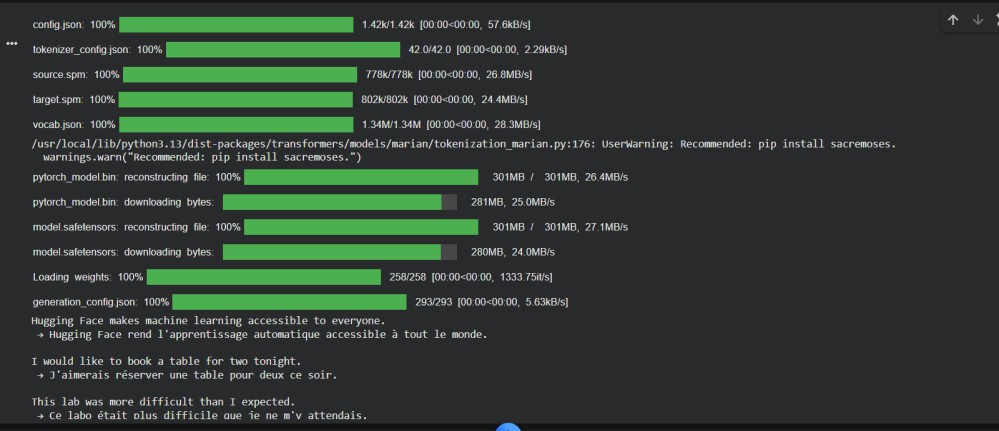 config.json: 100% 1.42k/1.42k [00:00<00:00, 57.6kB/s]
tokenizer_config.json: 100% 42.0/42.0 [00:00<00:00, 2.29kB/s]
source.spm: 100% 778k/778k [00:00<00:00, 26.8MB/s]
target.spm: 100% 802k/802k [00:00<00:00, 24.4MB/s]
vocab.json: 100% 1.34M/1.34M [00:00<00:00, 28.3MB/s]
/usr/local/lib/python3.13/dist-packages/transformers/models/marian/tokenization_marian.py:176: UserWarning: Recommended: pip install sacremoses.
warnings.warn("Recommended: pip install sacremoses.")
pytorch_model.bin: reconstructing file: 100% 301MB / 301MB, 26.4MB/s
pytorch_model.bin: downloading bytes: 281MB, 25.0MB/s
model.safetensors: reconstructing file: 100% 301MB / 301MB, 27.1MB/s
model.safetensors: downloading bytes: 280MB, 24.0MB/s
Loading weights: 100% 258/258 [00:00<00:00, 1333.75it/s]
generation_config.json: 100% 293/293 [00:00<00:00, 5.63kB/s]
Hugging Face makes machine learning accessible to everyone.
→ Hugging Face rend l'apprentissage automatique accessible à tout le monde.
I would like to book a table for two tonight.
→ J'aimerais réserver une table pour deux ce soir.
This lab was more difficult than I expected.
→ Ce labo était plus difficile que je ne m'y attendais.